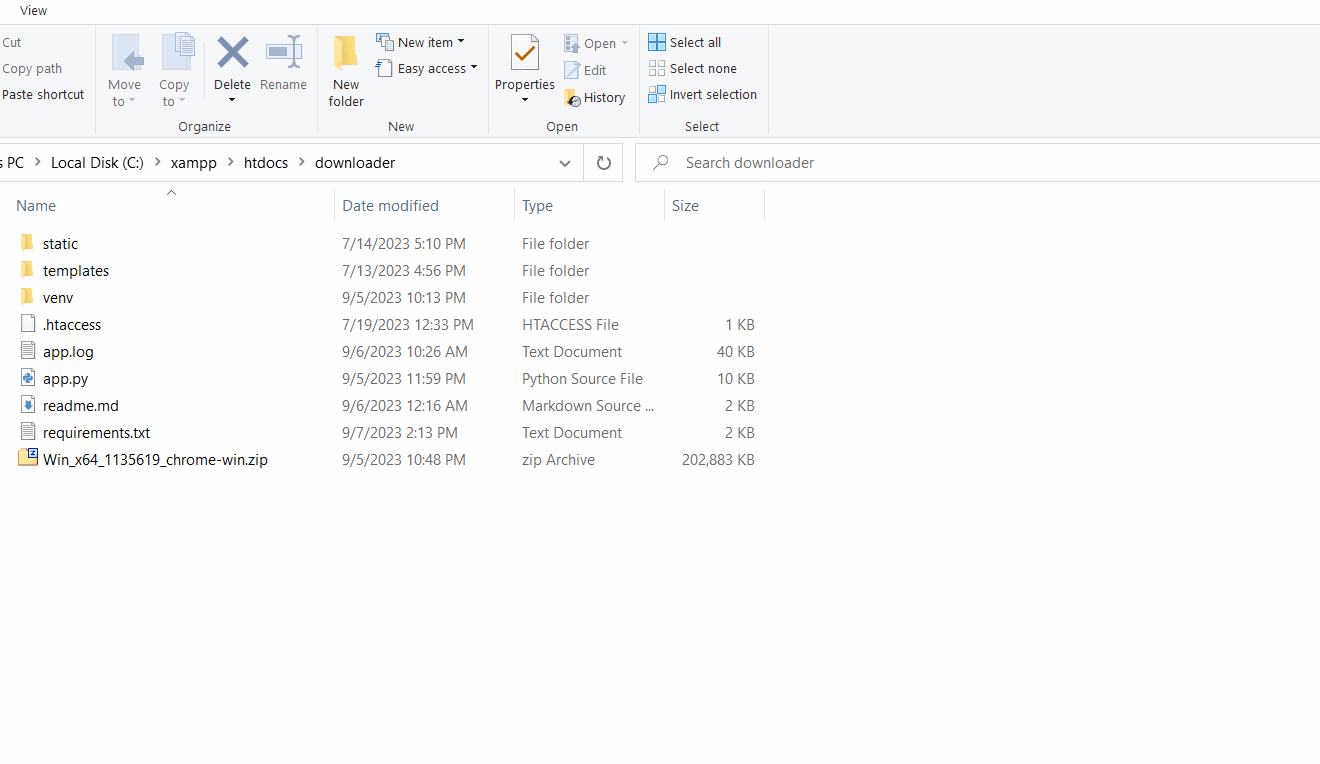 View
Cut
Copy path
Paste shortcut
Move to
Copy to
Delete
Rename
Organize
New folder
New item
Easy access
New
Properties
Open
Edit
History
Open
Select all
Select none
Invert selection
Select
s PC > Local Disk (C:) > xampp > htdocs > downloader
Search downloader
Name Date modified Type Size
static 7/14/2023 5:10 PM File folder
templates 7/13/2023 4:56 PM File folder
venv 9/5/2023 10:13 PM File folder
.htaccess 7/19/2023 12:33 PM HTACCESS File 1 KB
app.log 9/6/2023 10:26 AM Text Document 40 KB
app.py 9/5/2023 11:59 PM Python Source File 10 KB
readme.md 9/6/2023 12:16 AM Markdown Source ... 2 KB
requirements.txt 9/7/2023 2:13 PM Text Document 2 KB
Win_x64_1135619_chrome-win.zip 9/5/2023 10:48 PM zip Archive 202,883 KB